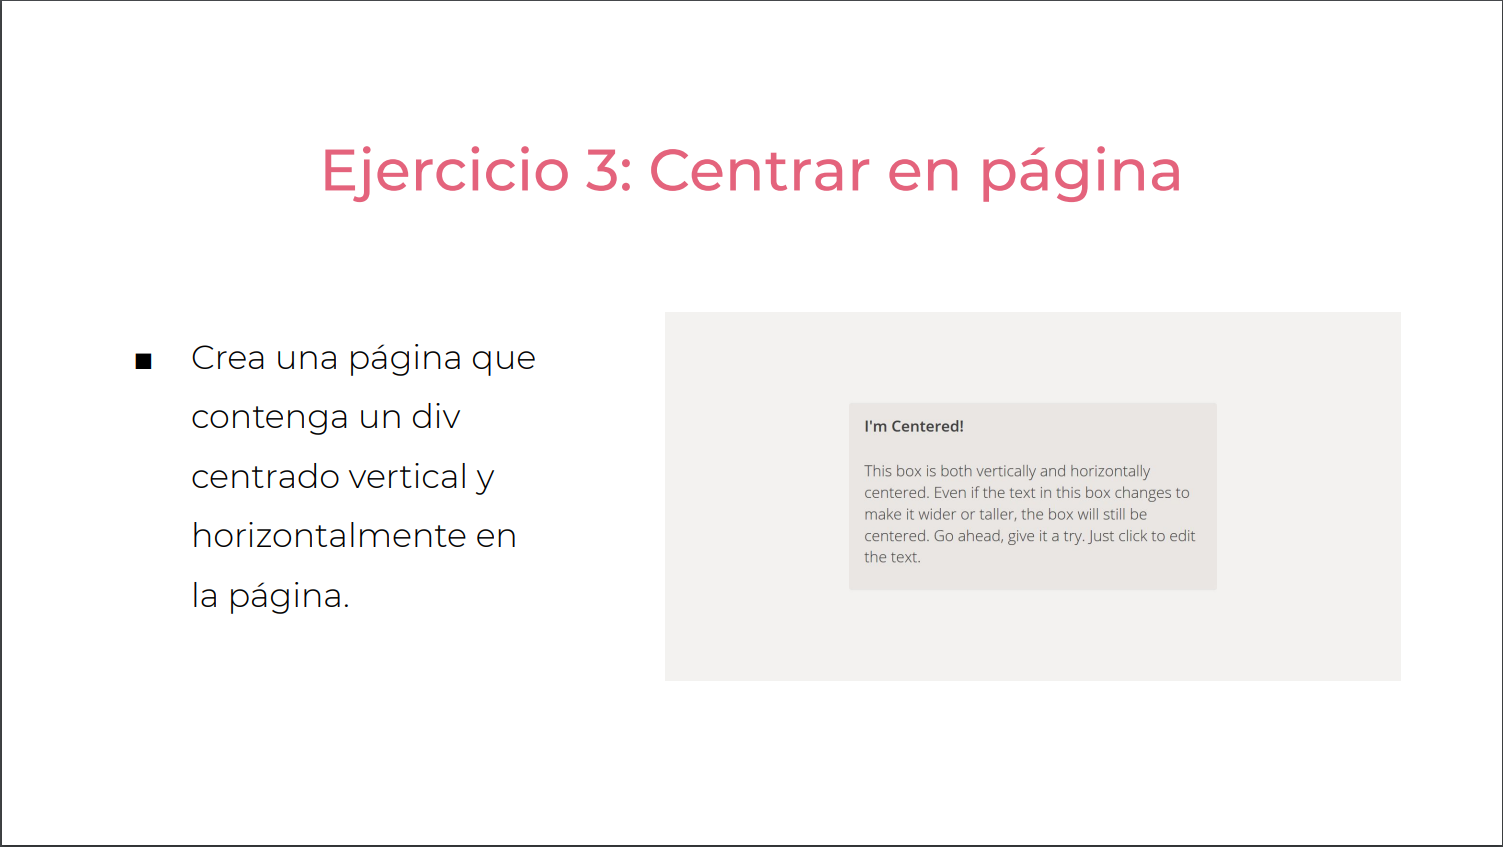 Ejercicio 3: Centrar en página
■ Crea una página que
contenga un div
centrado vertical y
horizontalmente en
la página.
I'm Centered!
This box is both vertically and horizontally
centered. Even if the text in this box changes to
make it wider or taller, the box will still be
centered. Go ahead, give it a try. Just click to edit
the text.